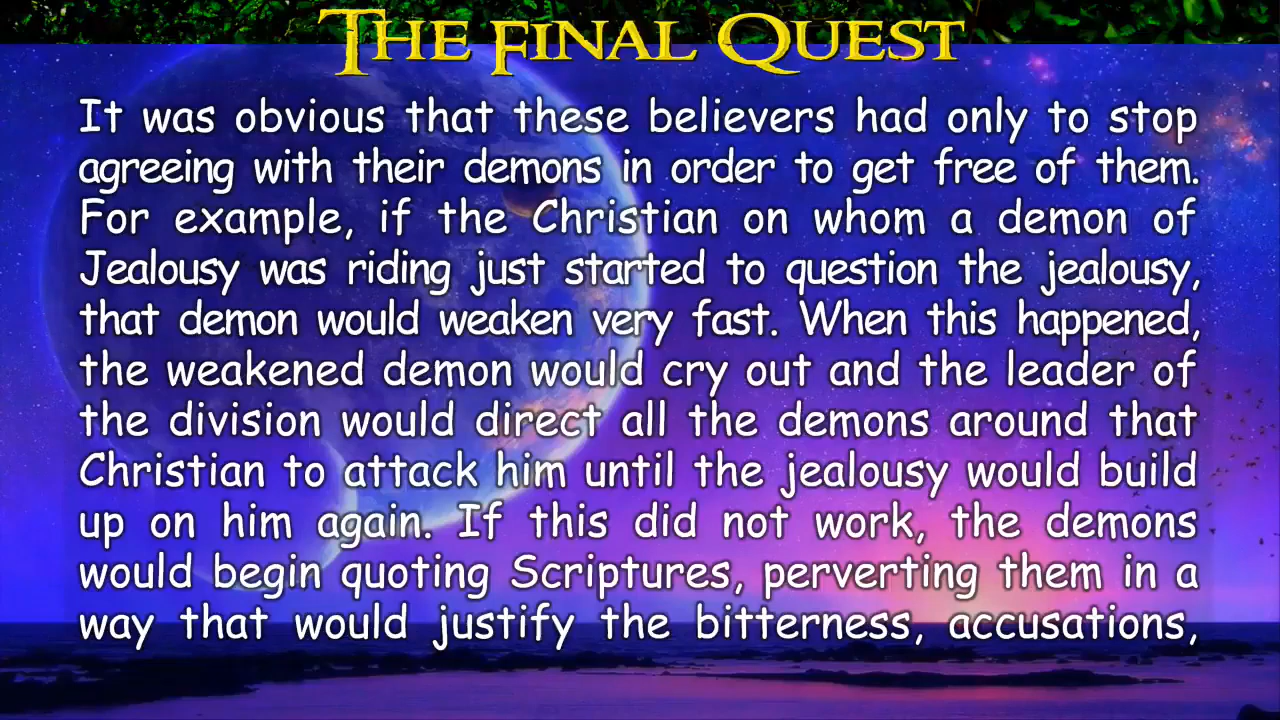 The Final Quest
It was obvious that these believers had only to stop
agreeing with their demons in order to get free of them.
For example, if the Christian on whom a demon of
Jealousy was riding just started to question the jealousy,
that demon would weaken very fast. When this happened,
the weakened demon would cry out and the leader of
the division would direct all the demons around that
Christian to attack him until the jealousy would build
up on him again. If this did not work, the demons
would begin quoting Scriptures, perverting them in a
way that would justify the bitterness, accusations,